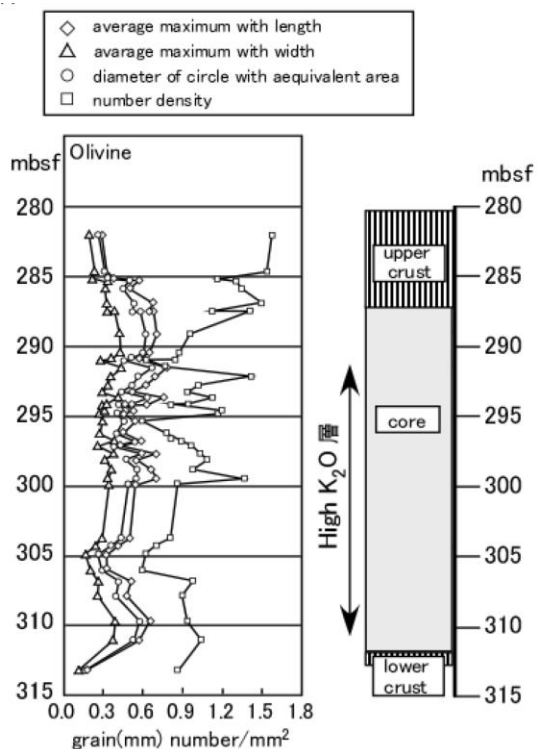 average maximum with length
avarage maximum with width
diameter of circle with aequivalent area
number density
mbsf
Olivine
280
285
290
295
300
305
310
315
0.0 0.3 0.6 0.9 1.2 1.5 1.8
grain(mm) number/mm²
High K₂O 層
mbsf
upper
crust
core
lower
crust
280
285
290
295
300
305
310
315